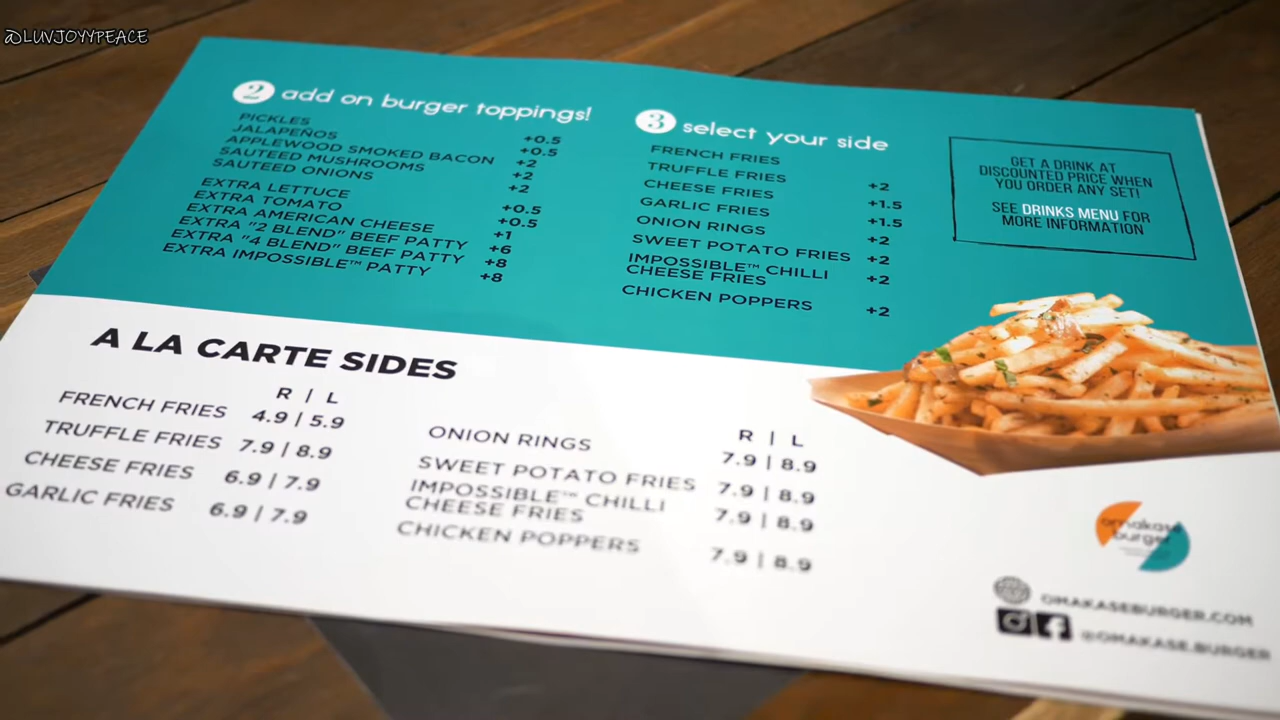 @LUVJOYYPEACE
2 add on burger toppings!
PICKLES +0.5
JALAPEÑOS +0.5
APPLEWOOD SMOKED BACON +2
SAUTEED MUSHROOMS +2
SAUTEED ONIONS +2
EXTRA LETTUCE +0.5
EXTRA TOMATO +0.5
EXTRA AMERICAN CHEESE +1
EXTRA "2 BLEND" BEEF PATTY +6
EXTRA "4 BLEND" BEEF PATTY +8
EXTRA IMPOSSIBLE™ PATTY +8
3 select your side
FRENCH FRIES
TRUFFLE FRIES +2
CHEESE FRIES +1.5
GARLIC FRIES +1.5
ONION RINGS +2
SWEET POTATO FRIES +2
IMPOSSIBLE™ CHILLI
CHEESE FRIES +2
CHICKEN POPPERS +2
GET A DRINK AT
DISCOUNTED PRICE WHEN
YOU ORDER ANY SET!
SEE DRINKS MENU FOR
MORE INFORMATION
A LA CARTE SIDES
R | L
FRENCH FRIES 4.9 | 5.9
TRUFFLE FRIES 7.9 | 8.9
CHEESE FRIES 6.9 | 7.9
GARLIC FRIES 6.9 | 7.9
R | L
ONION RINGS 7.9 | 8.9
SWEET POTATO FRIES 7.9 | 8.9
IMPOSSIBLE™ CHILLI
CHEESE FRIES 7.9 | 8.9
CHICKEN POPPERS 7.9 | 8.9
omakase
burger
OMAKASEBURGER.COM
@OMAKASE.BURGER